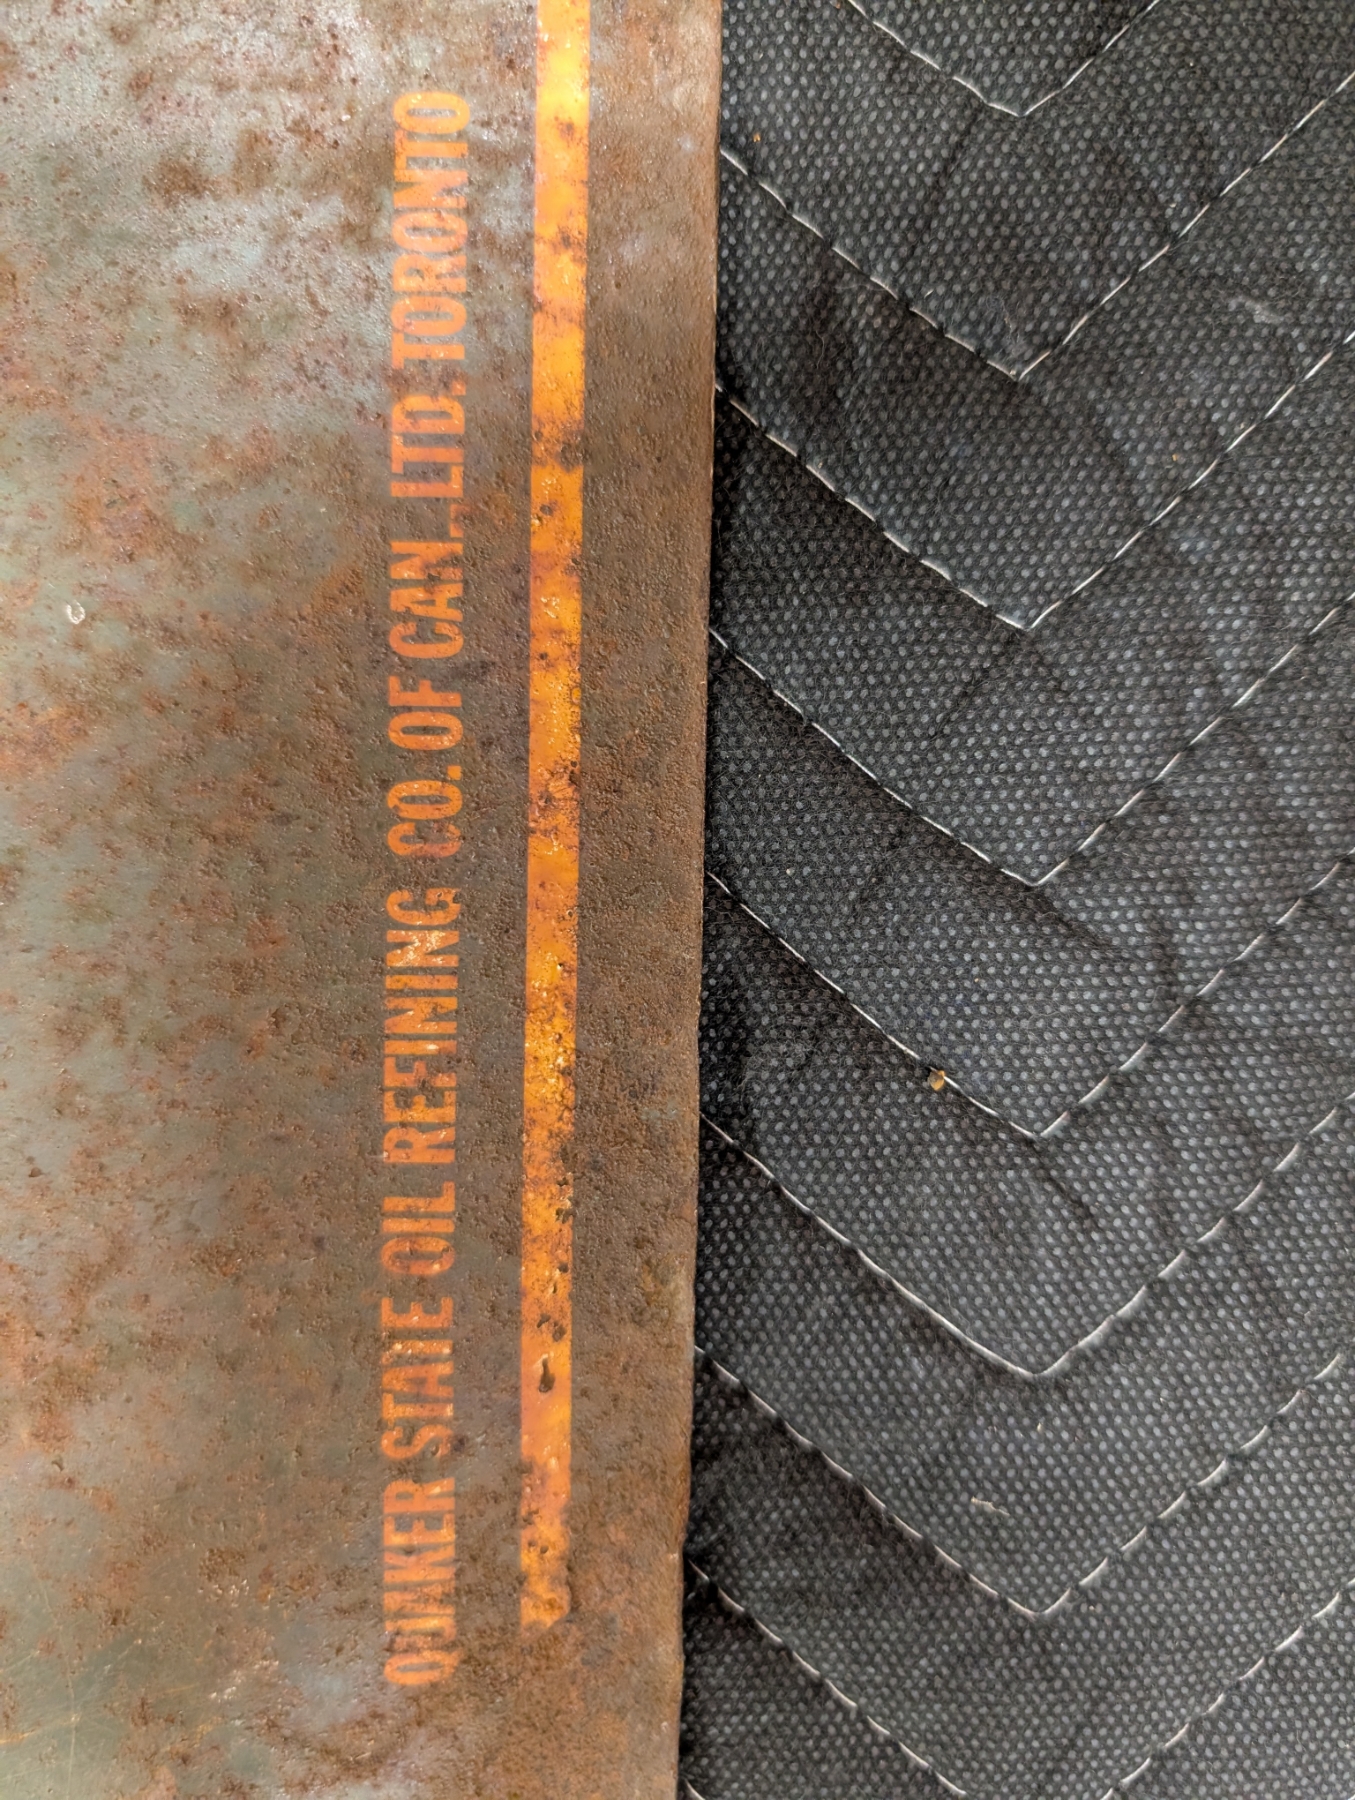 QUAKER STATE OIL REFINING CO. OF CAN., LTD. TORONTO